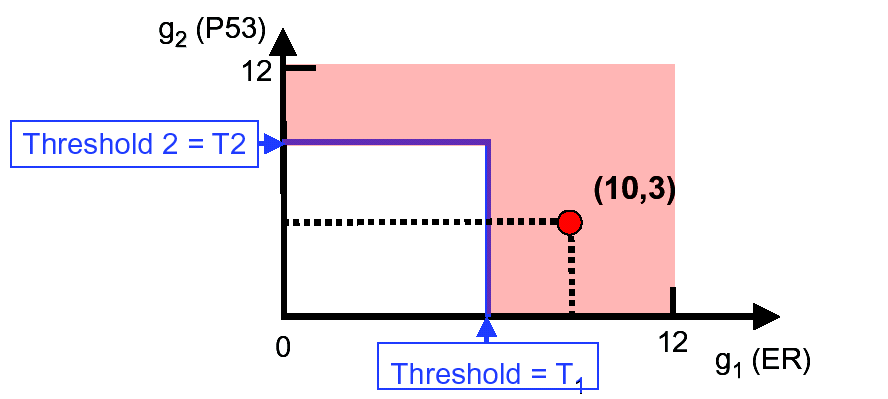 g2 (P53)
12
Threshold 2 = T2
(10,3)
0
12
g1 (ER)
Threshold = T1